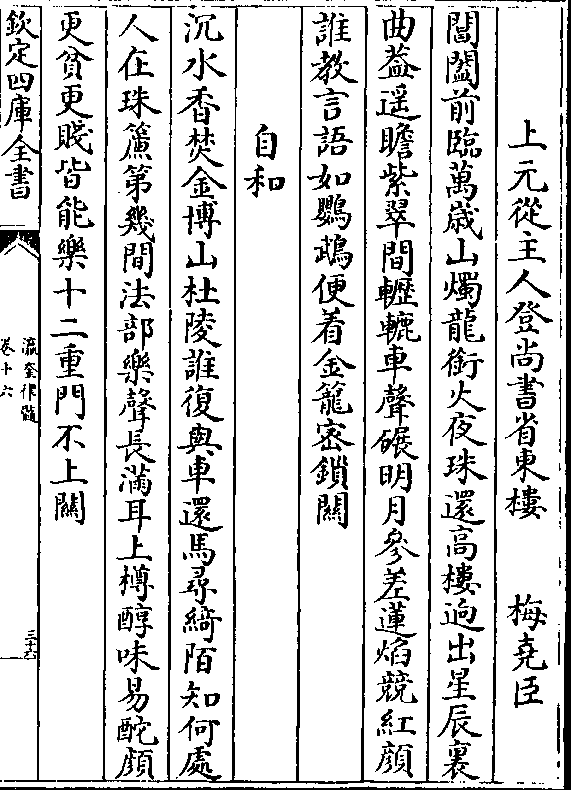 上元從主人登尚書省東樓　梅堯臣
閶闔前臨萬歳山燭龍銜火夜珠還高樓逈出星辰裏
曲葢遥瞻紫翠間轣轆車聲碾明月參差蓮焰競紅顔
誰教言語如鸚鵡便着金籠密鎖關
自和
沉水香焚金博山杜陵誰復與車還馬尋綺陌知何處
人在珠簾第幾間法部樂聲長滿耳上樽醇味易酡顔
更貧更賤皆能樂十二重門不上關
欽定四庫全書
瀛奎律髓
卷十六
三十六